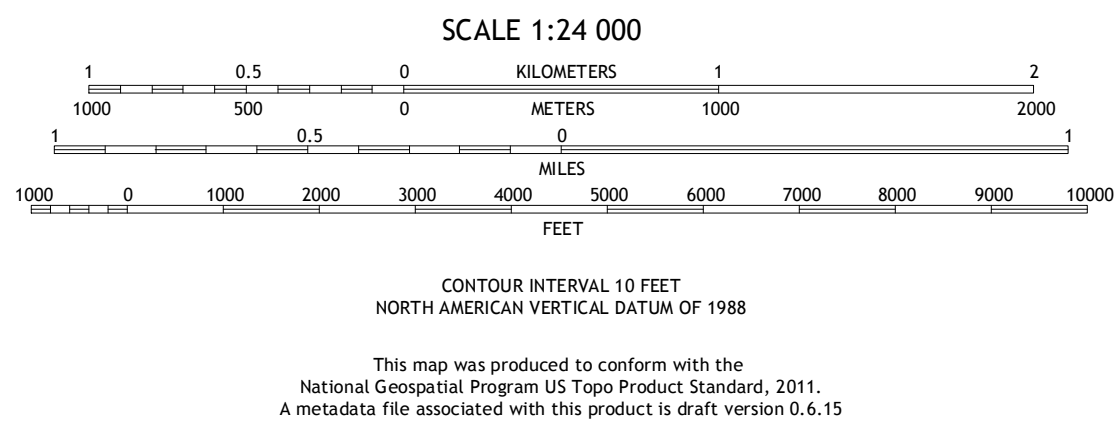 SCALE 1:24 000
1 0.5 0 KILOMETERS 1 2
1000 500 0 METERS 1000 2000
1 0.5 0 1
MILES
1000 0 1000 2000 3000 4000 5000 6000 7000 8000 9000 10000
FEET
CONTOUR INTERVAL 10 FEET
NORTH AMERICAN VERTICAL DATUM OF 1988
This map was produced to conform with the
National Geospatial Program US Topo Product Standard, 2011.
A metadata file associated with this product is draft version 0.6.15